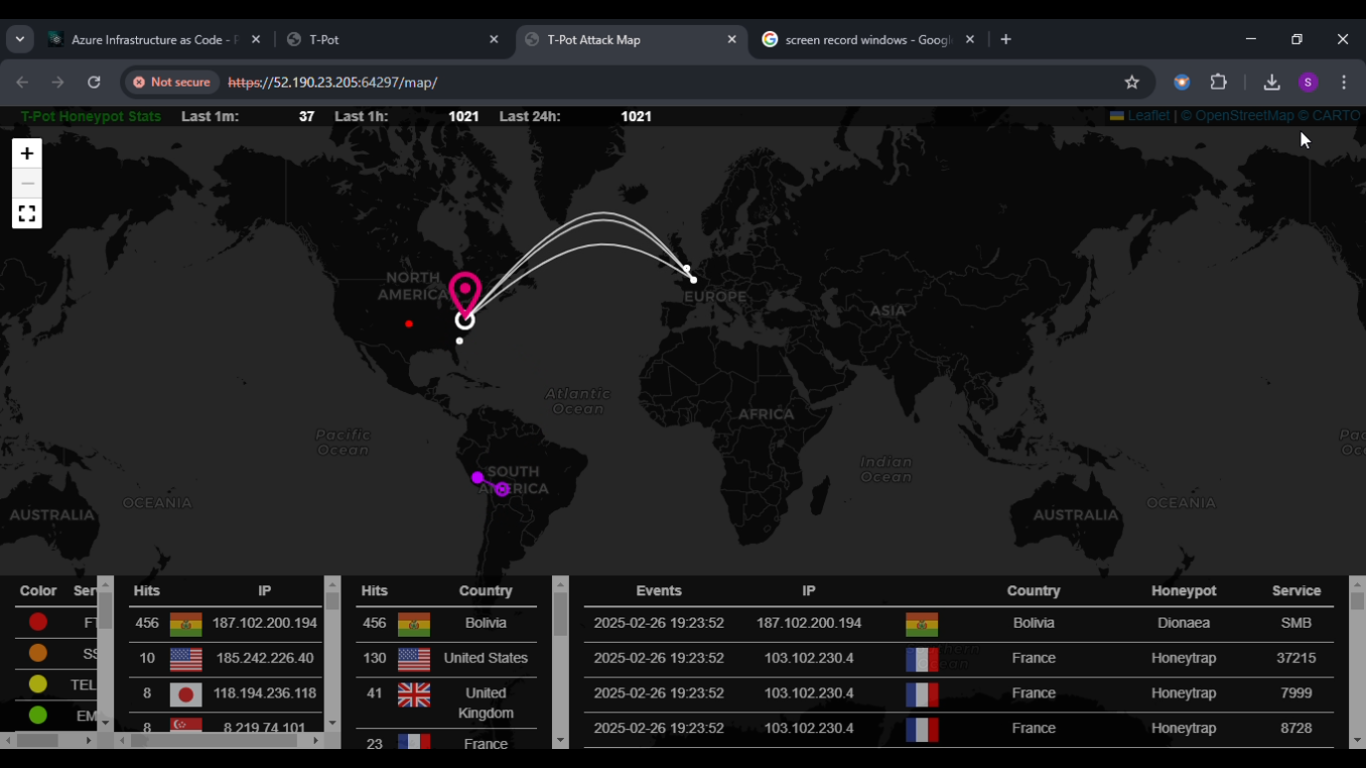 Azure Infrastructure as Code -
T-Pot
T-Pot Attack Map
screen record windows - Googl
Not secure
https://52.190.23.205:64297/map/
S
T-Pot Honeypot Stats Last 1m: 37 Last 1h: 1021 Last 24h: 1021
Leaflet | © OpenStreetMap © CARTO
+
−
NORTH
AMERICA
EUROPE
ASIA
Atlantic
Ocean
AFRICA
Pacific
Ocean
Indian
Ocean
SOUTH
AMERICA
OCEANIA
AUSTRALIA
AUSTRALIA
OCEANIA
Pac
Oc
Color Ser
FT
SS
TEL
EM
Hits IP
456 187.102.200.194
10 185.242.226.40
8 118.194.236.118
8 8.219.74.101
Hits Country
456 Bolivia
130 United States
41 United
Kingdom
23 France
Events IP Country Honeypot Service
2025-02-26 19:23:52 187.102.200.194 Bolivia Dionaea SMB
2025-02-26 19:23:52 103.102.230.4 France Honeytrap 37215
2025-02-26 19:23:52 103.102.230.4 France Honeytrap 7999
2025-02-26 19:23:52 103.102.230.4 France Honeytrap 8728